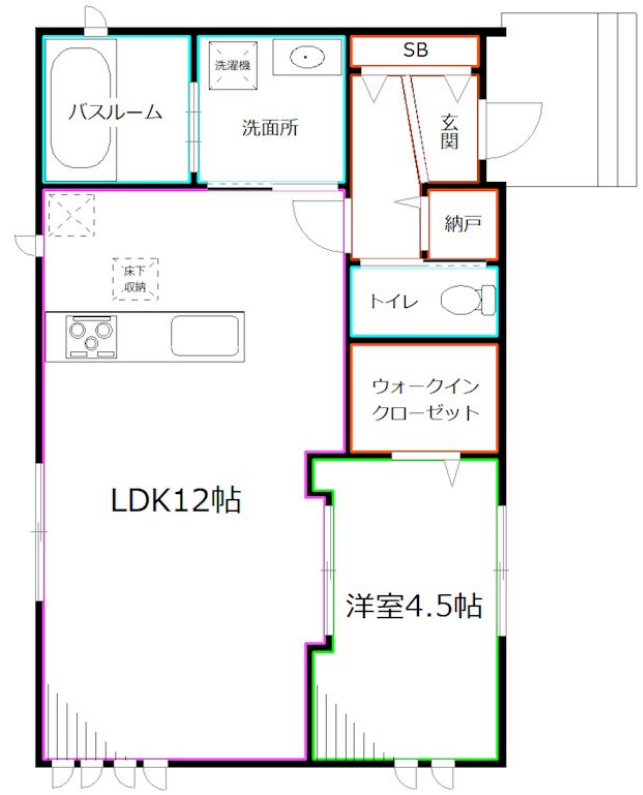 SB
洗濯機
バスルーム
洗面所
玄
関
納戸
床下
収納
トイレ
ウォークイン
クローゼット
LDK12帖
洋室4.5帖